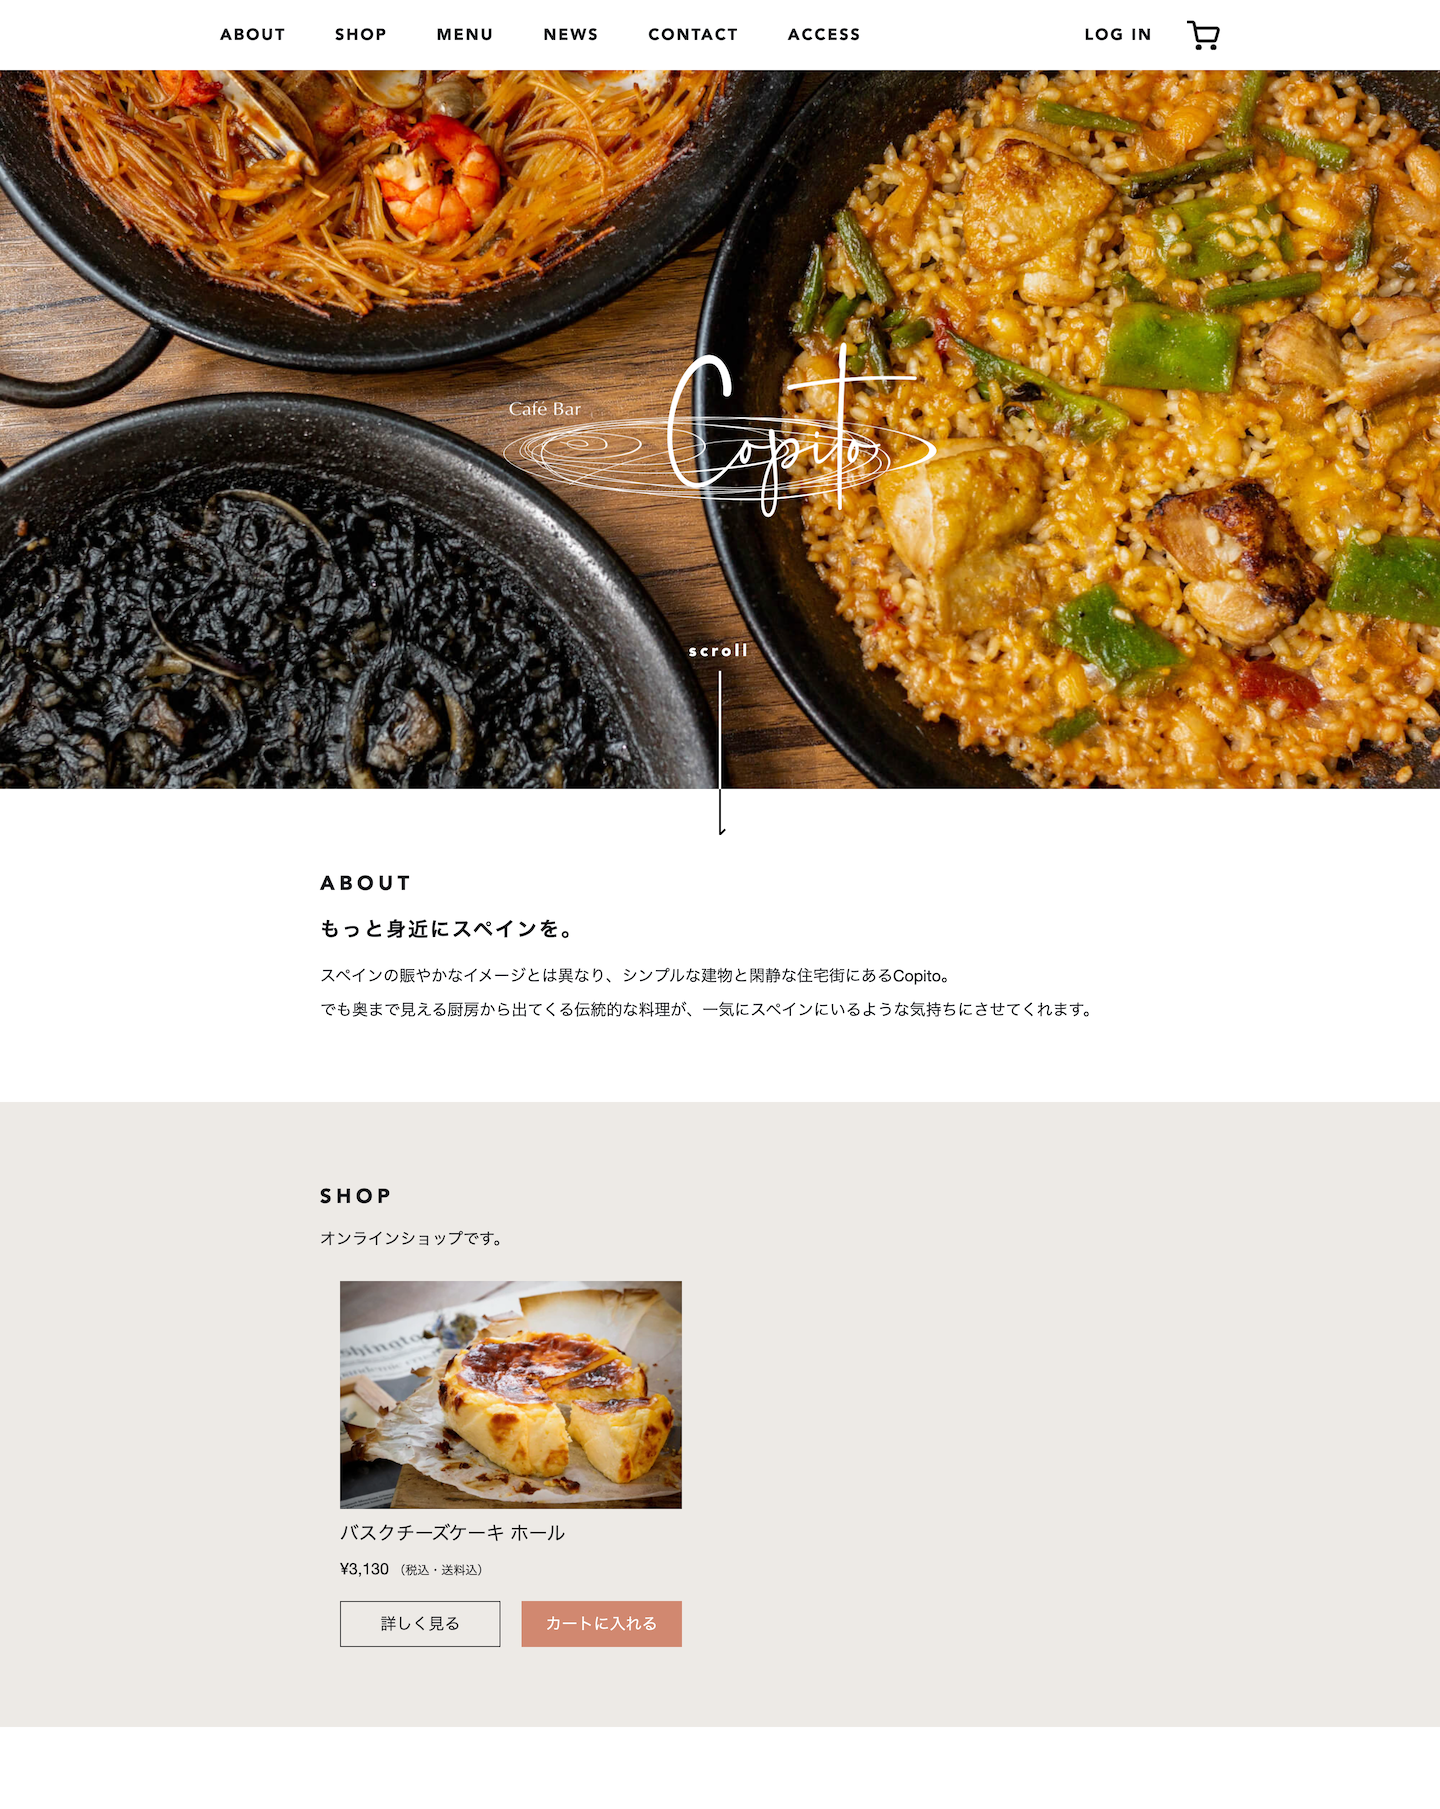 ABOUT SHOP MENU NEWS CONTACT ACCESS LOG IN
Café Bar
Copito
scroll
ABOUT
もっと身近にスペインを。
スペインの賑やかなイメージとは異なり、シンプルな建物と閑静な住宅街にあるCopito。
でも奥まで見える厨房から出てくる伝統的な料理が、一気にスペインにいるような気持ちにさせてくれます。
SHOP
オンラインショップです。
バスクチーズケーキ ホール
¥3,130 （税込・送料込）
詳しく見る カートに入れる